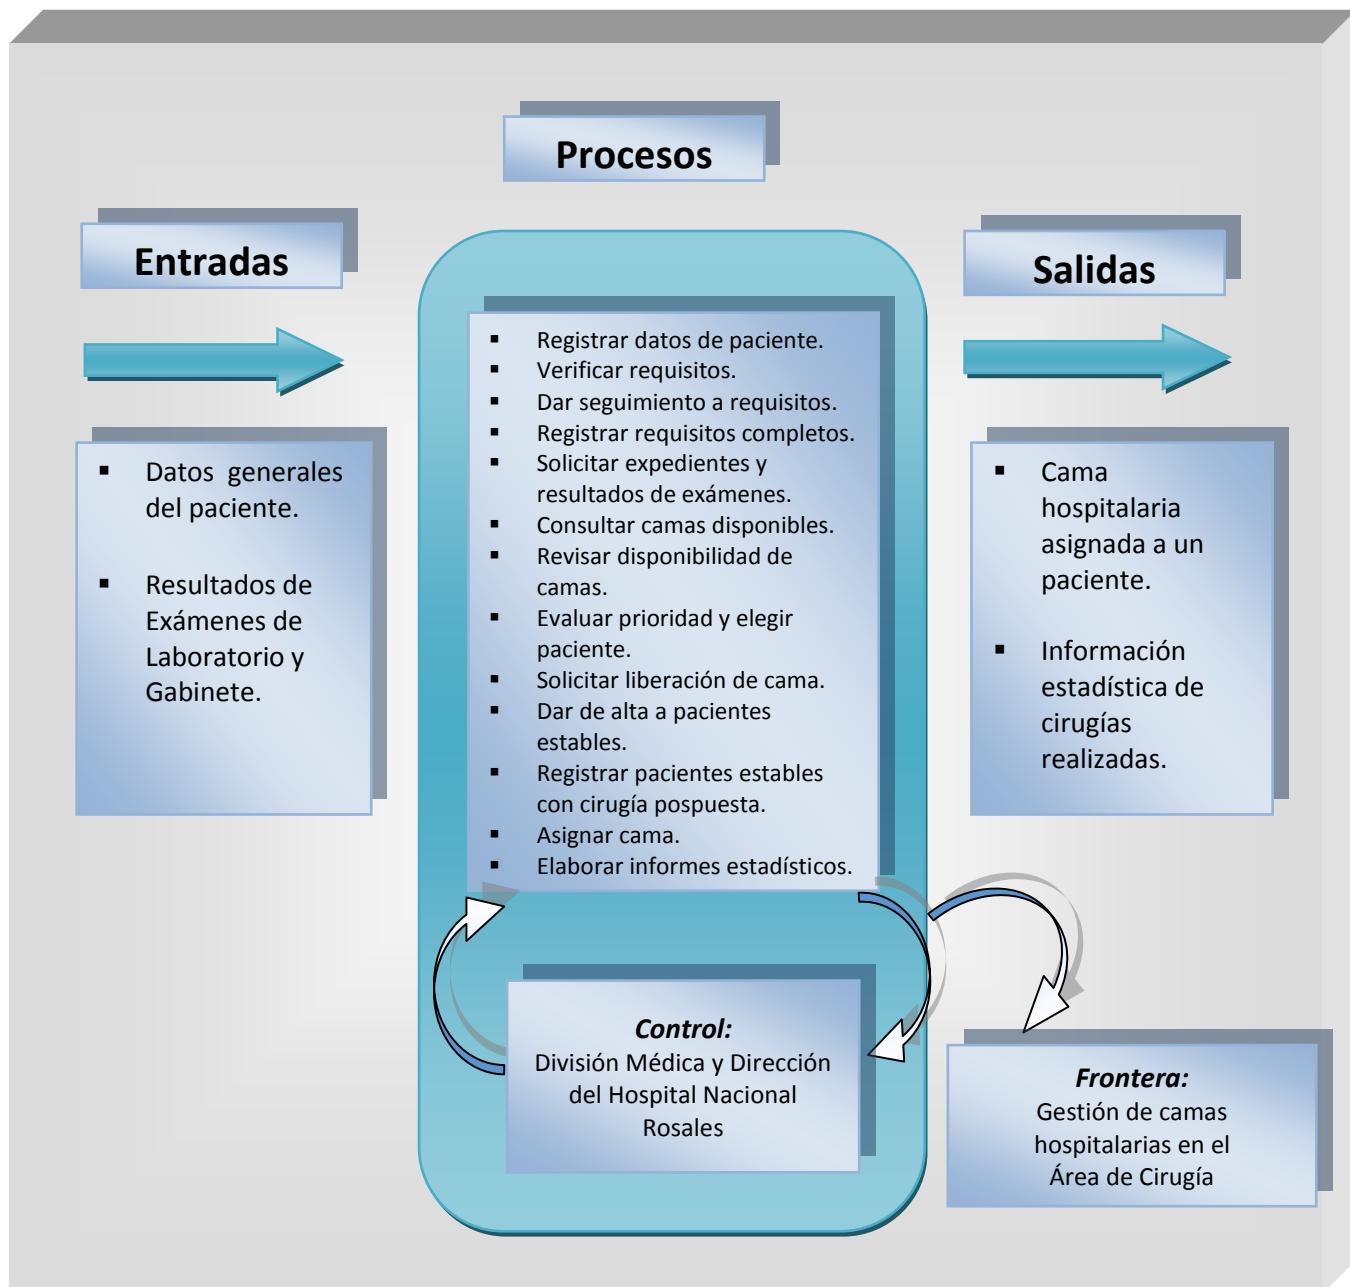 Procesos
Entradas
Salidas
▪ Datos generales
del paciente.
▪ Resultados de
Exámenes de
Laboratorio y
Gabinete.
▪ Registrar datos de paciente.
▪ Verificar requisitos.
▪ Dar seguimiento a requisitos.
▪ Registrar requisitos completos.
▪ Solicitar expedientes y
resultados de exámenes.
▪ Consultar camas disponibles.
▪ Revisar disponibilidad de
camas.
▪ Evaluar prioridad y elegir
paciente.
▪ Solicitar liberación de cama.
▪ Dar de alta a pacientes
estables.
▪ Registrar pacientes estables
con cirugía pospuesta.
▪ Asignar cama.
▪ Elaborar informes estadísticos.
▪ Cama
hospitalaria
asignada a un
paciente.
▪ Información
estadística de
cirugías
realizadas.
Control:
División Médica y Dirección
del Hospital Nacional
Rosales
Frontera:
Gestión de camas
hospitalarias en el
Área de Cirugía